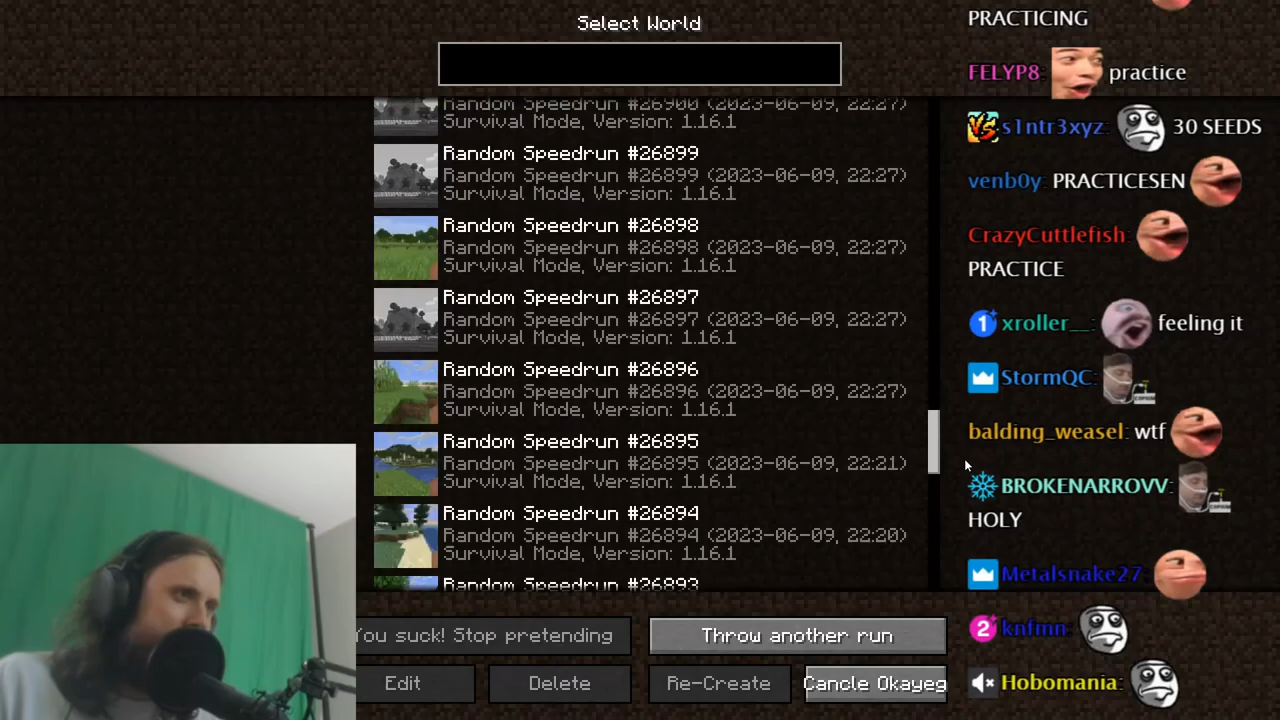 Select World
Random Speedrun #26900 (2023-06-09, 22:27)
Survival Mode, Version: 1.16.1
Random Speedrun #26899
Random Speedrun #26899 (2023-06-09, 22:27)
Survival Mode, Version: 1.16.1
Random Speedrun #26898
Random Speedrun #26898 (2023-06-09, 22:27)
Survival Mode, Version: 1.16.1
Random Speedrun #26897
Random Speedrun #26897 (2023-06-09, 22:27)
Survival Mode, Version: 1.16.1
Random Speedrun #26896
Random Speedrun #26896 (2023-06-09, 22:27)
Survival Mode, Version: 1.16.1
Random Speedrun #26895
Random Speedrun #26895 (2023-06-09, 22:21)
Survival Mode, Version: 1.16.1
Random Speedrun #26894
Random Speedrun #26894 (2023-06-09, 22:20)
Survival Mode, Version: 1.16.1
Random Speedrun #26893
You suck! Stop pretending
Throw another run
Edit
Delete
Re-Create
Cancle Okayeg
PRACTICING
FELYP8: practice
s1ntr3xyz: 30 SEEDS
venb0y: PRACTICESEN
CrazyCuttlefish:
PRACTICE
1 xroller__: feeling it
StormQC:
balding_weasel: wtf
BROKENARROVV:
HOLY
Metalsnake27:
2 knfmn:
Hobomania: